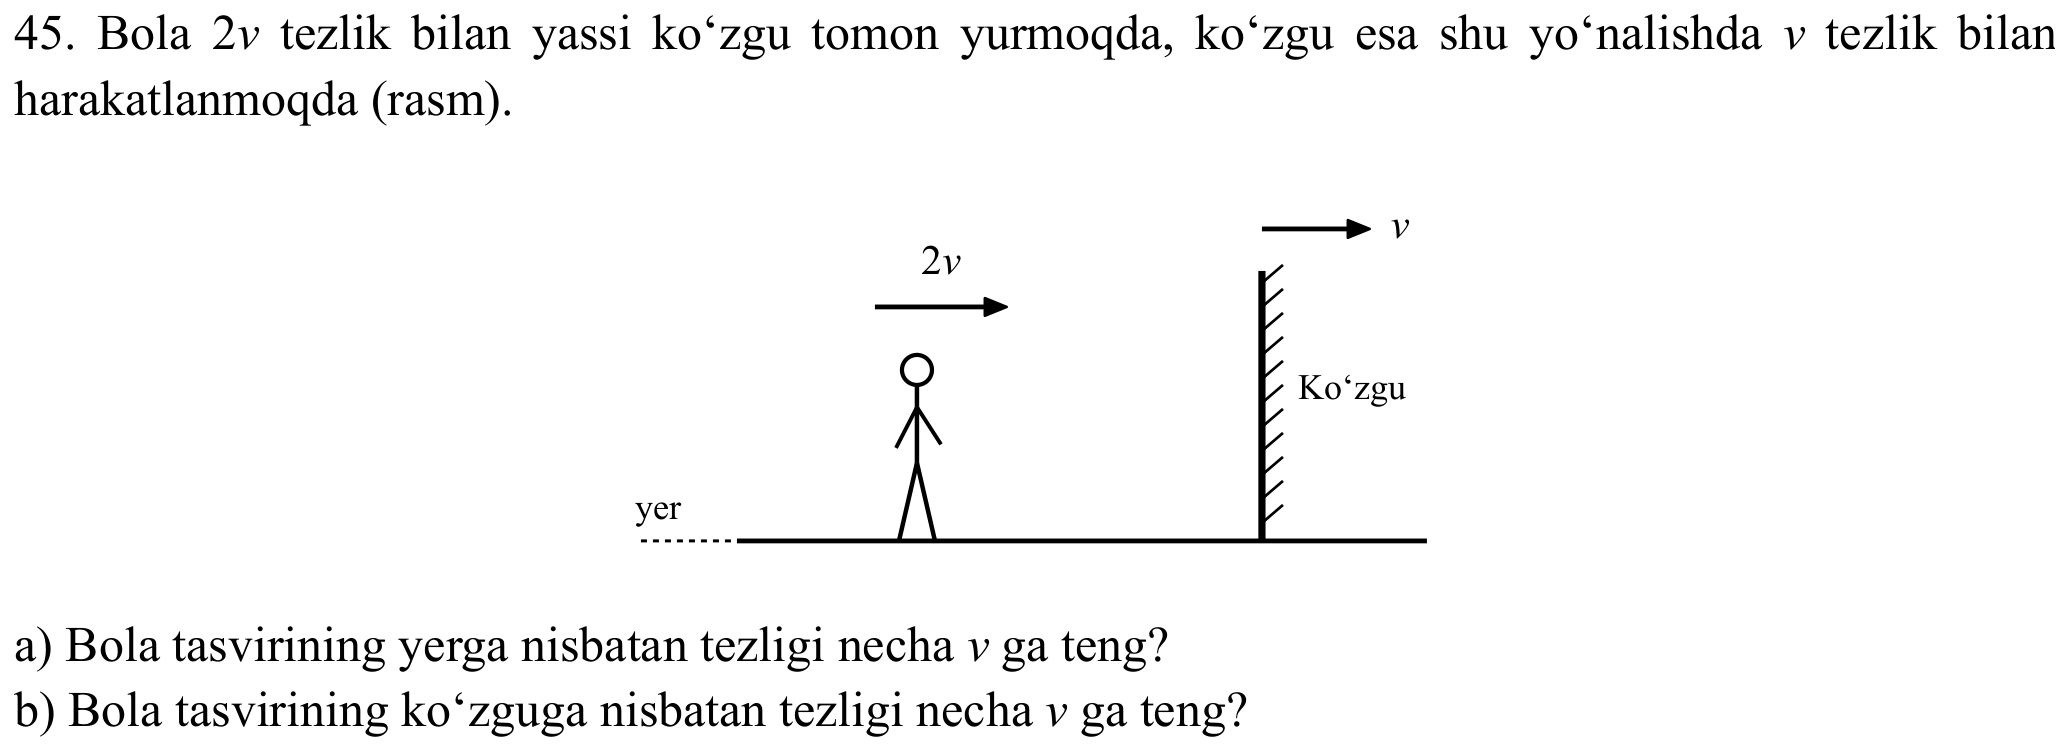 45. Bola 2v tezlik bilan yassi ko‘zgu tomon yurmoqda, ko‘zgu esa shu yo‘nalishda v tezlik bilan
harakatlanmoqda (rasm).
v
2v
Ko‘zgu
yer
a) Bola tasvirining yerga nisbatan tezligi necha v ga teng?
b) Bola tasvirining ko‘zguga nisbatan tezligi necha v ga teng?